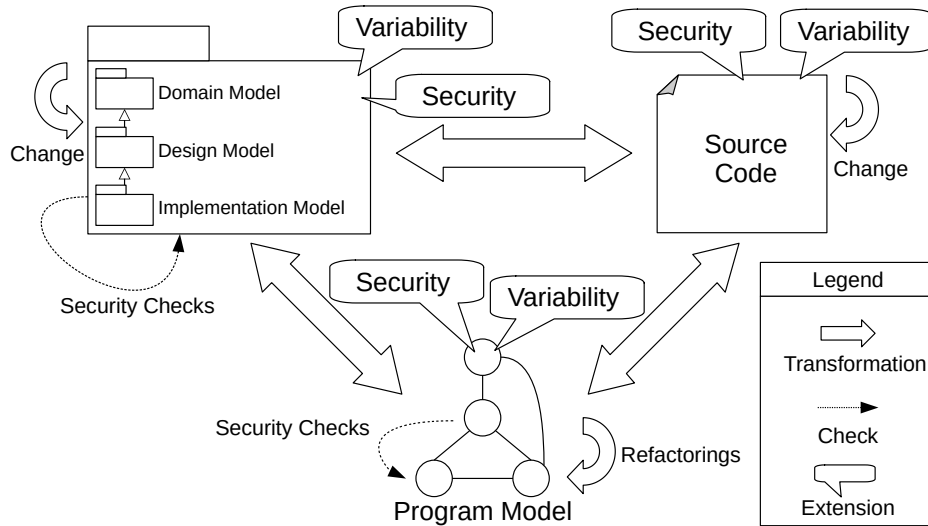 Variability
Security
Domain Model
Design Model
Implementation Model
Change
Security Checks
Security
Variability
Source
Code
Change
Security
Variability
Security Checks
Refactorings
Program Model
Legend
Transformation
Check
Extension